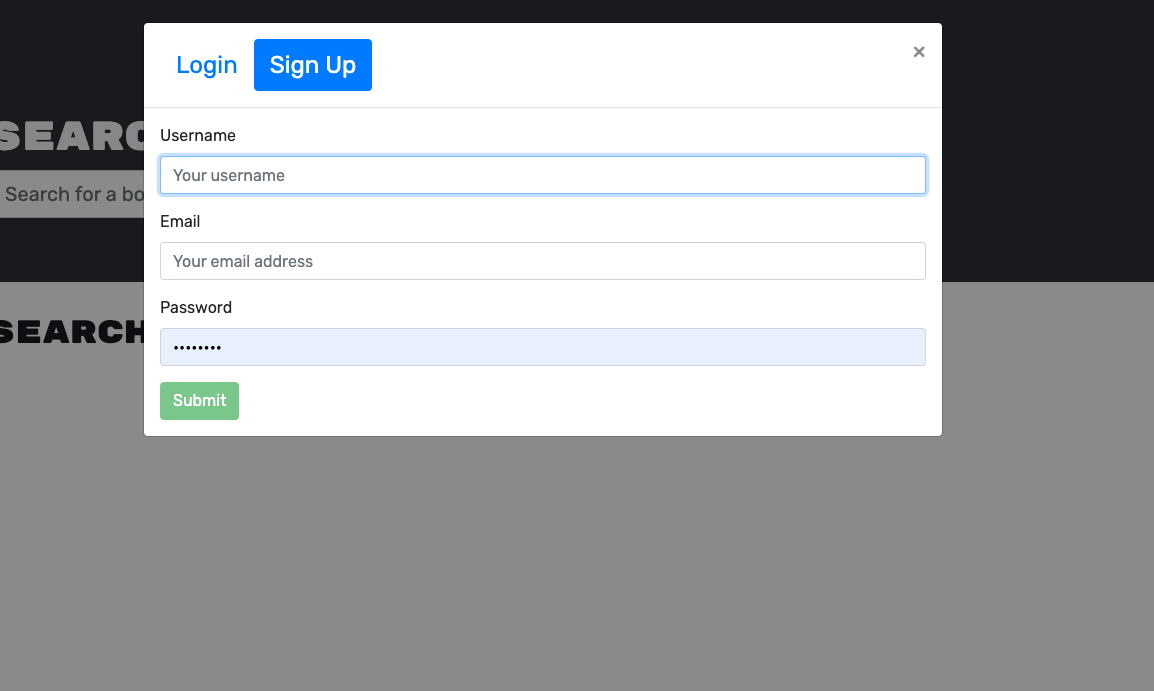 Login Sign Up ×
SEARC
Username
Your username
Search for a bo
Email
Your email address
Password
SEARCH
••••••••
Submit